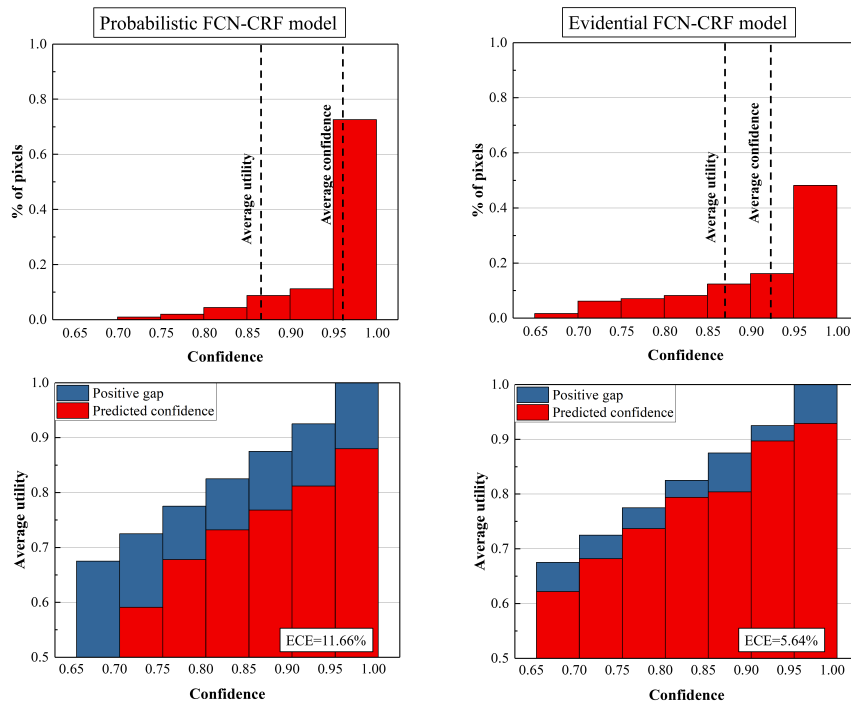 Probabilistic FCN-CRF model
1.0
0.8
0.6
0.4
0.2
0.0
% of pixels
Average utility
Average confidence
0.65 0.70 0.75 0.80 0.85 0.90 0.95 1.00
Confidence
Evidential FCN-CRF model
1.0
0.8
0.6
0.4
0.2
0.0
% of pixels
Average utility
Average confidence
0.65 0.70 0.75 0.80 0.85 0.90 0.95 1.00
Confidence
1.0
0.9
0.8
0.7
0.6
0.5
Average utility
Positive gap
Predicted confidence
ECE=11.66%
0.65 0.70 0.75 0.80 0.85 0.90 0.95 1.00
Confidence
1.0
0.9
0.8
0.7
0.6
0.5
Average utility
Positive gap
Predicted confidence
ECE=5.64%
0.65 0.70 0.75 0.80 0.85 0.90 0.95 1.00
Confidence